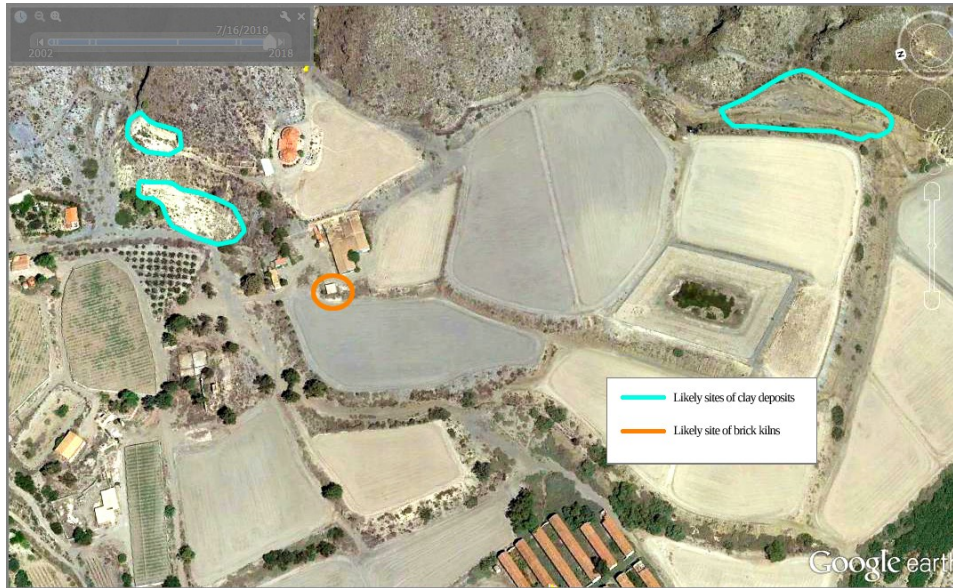 7/16/2018
2002
2018
N
Likely sites of clay deposits
Likely site of brick kilns
Google earth